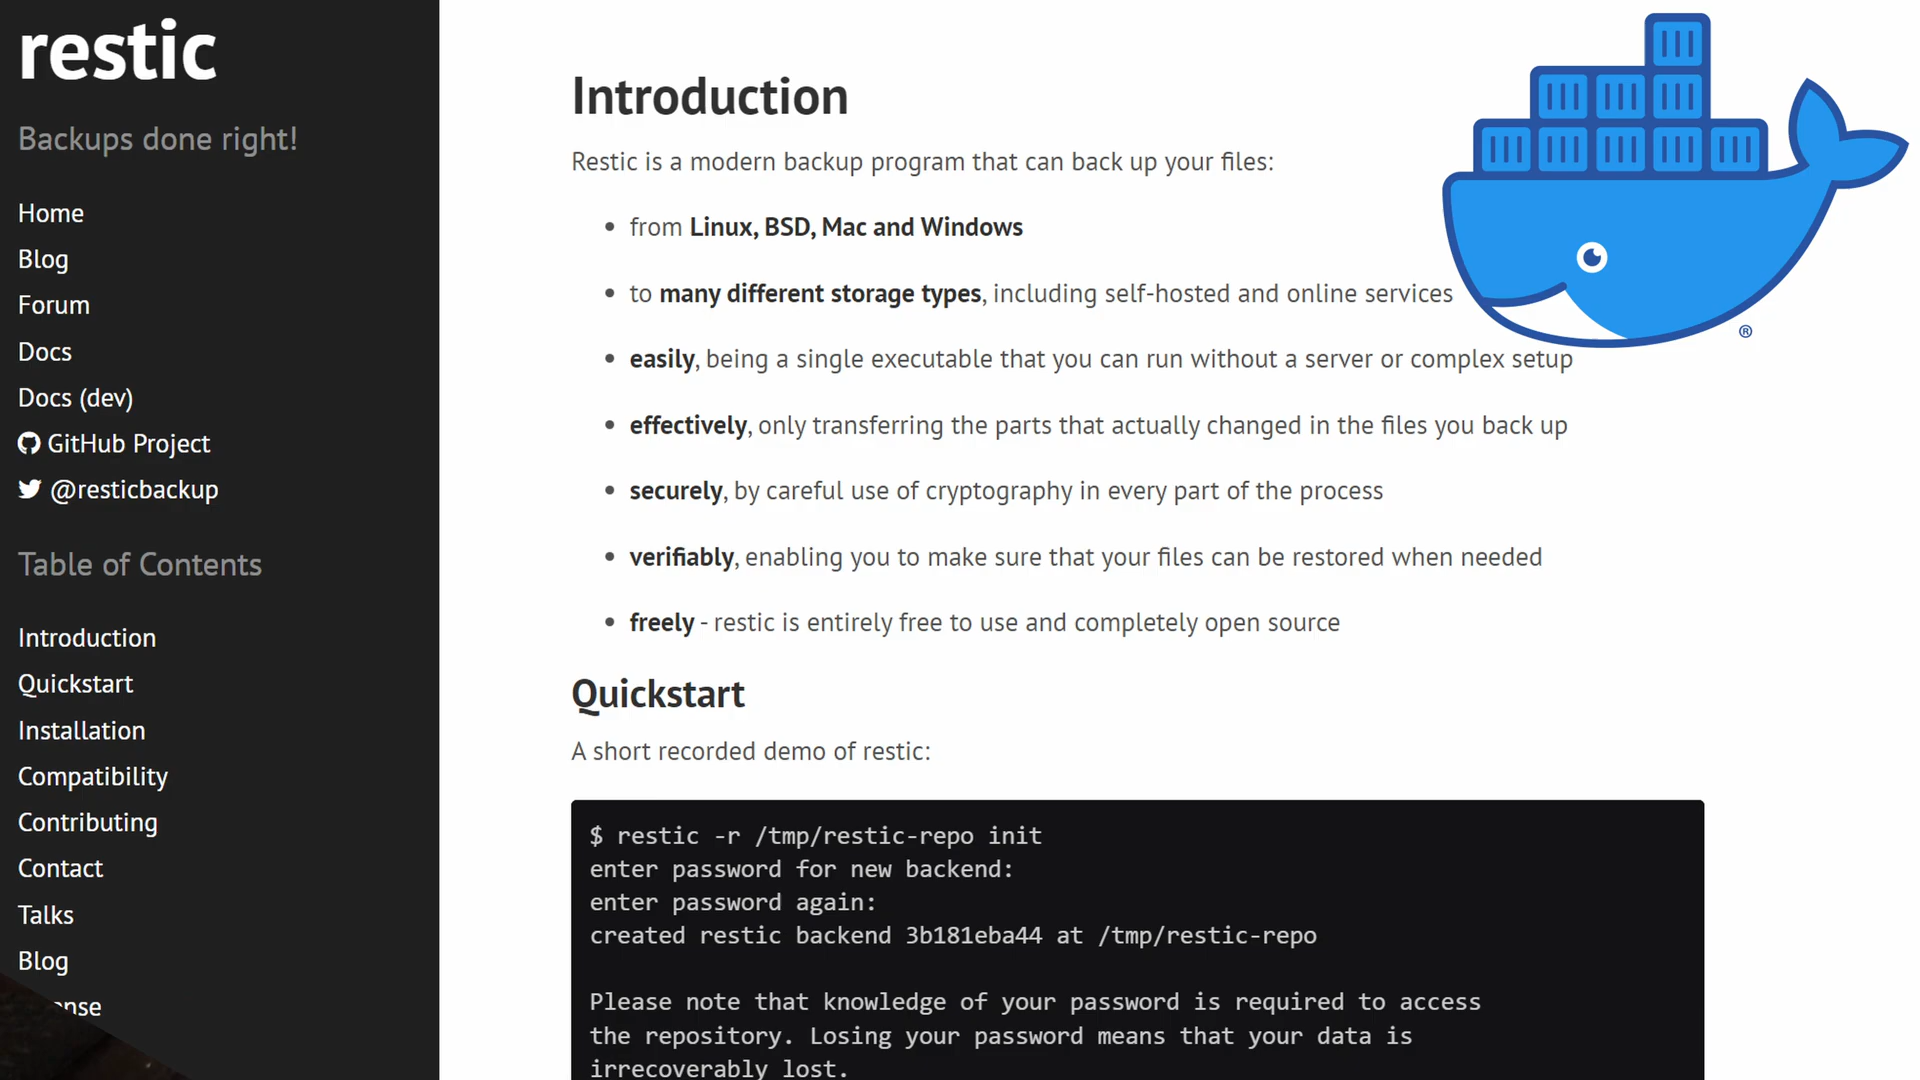 restic
Backups done right!
Home
Blog
Forum
Docs
Docs (dev)
GitHub Project
@resticbackup
Table of Contents
Introduction
Quickstart
Installation
Compatibility
Contributing
Contact
Talks
Blog
nse
Introduction
Restic is a modern backup program that can back up your files:
• from Linux, BSD, Mac and Windows
• to many different storage types, including self-hosted and online services
• easily, being a single executable that you can run without a server or complex setup
• effectively, only transferring the parts that actually changed in the files you back up
• securely, by careful use of cryptography in every part of the process
• verifiably, enabling you to make sure that your files can be restored when needed
• freely - restic is entirely free to use and completely open source
Quickstart
A short recorded demo of restic:
$ restic -r /tmp/restic-repo init
enter password for new backend:
enter password again:
created restic backend 3b181eba44 at /tmp/restic-repo
Please note that knowledge of your password is required to access
the repository. Losing your password means that your data is
irrecoverably lost.
®